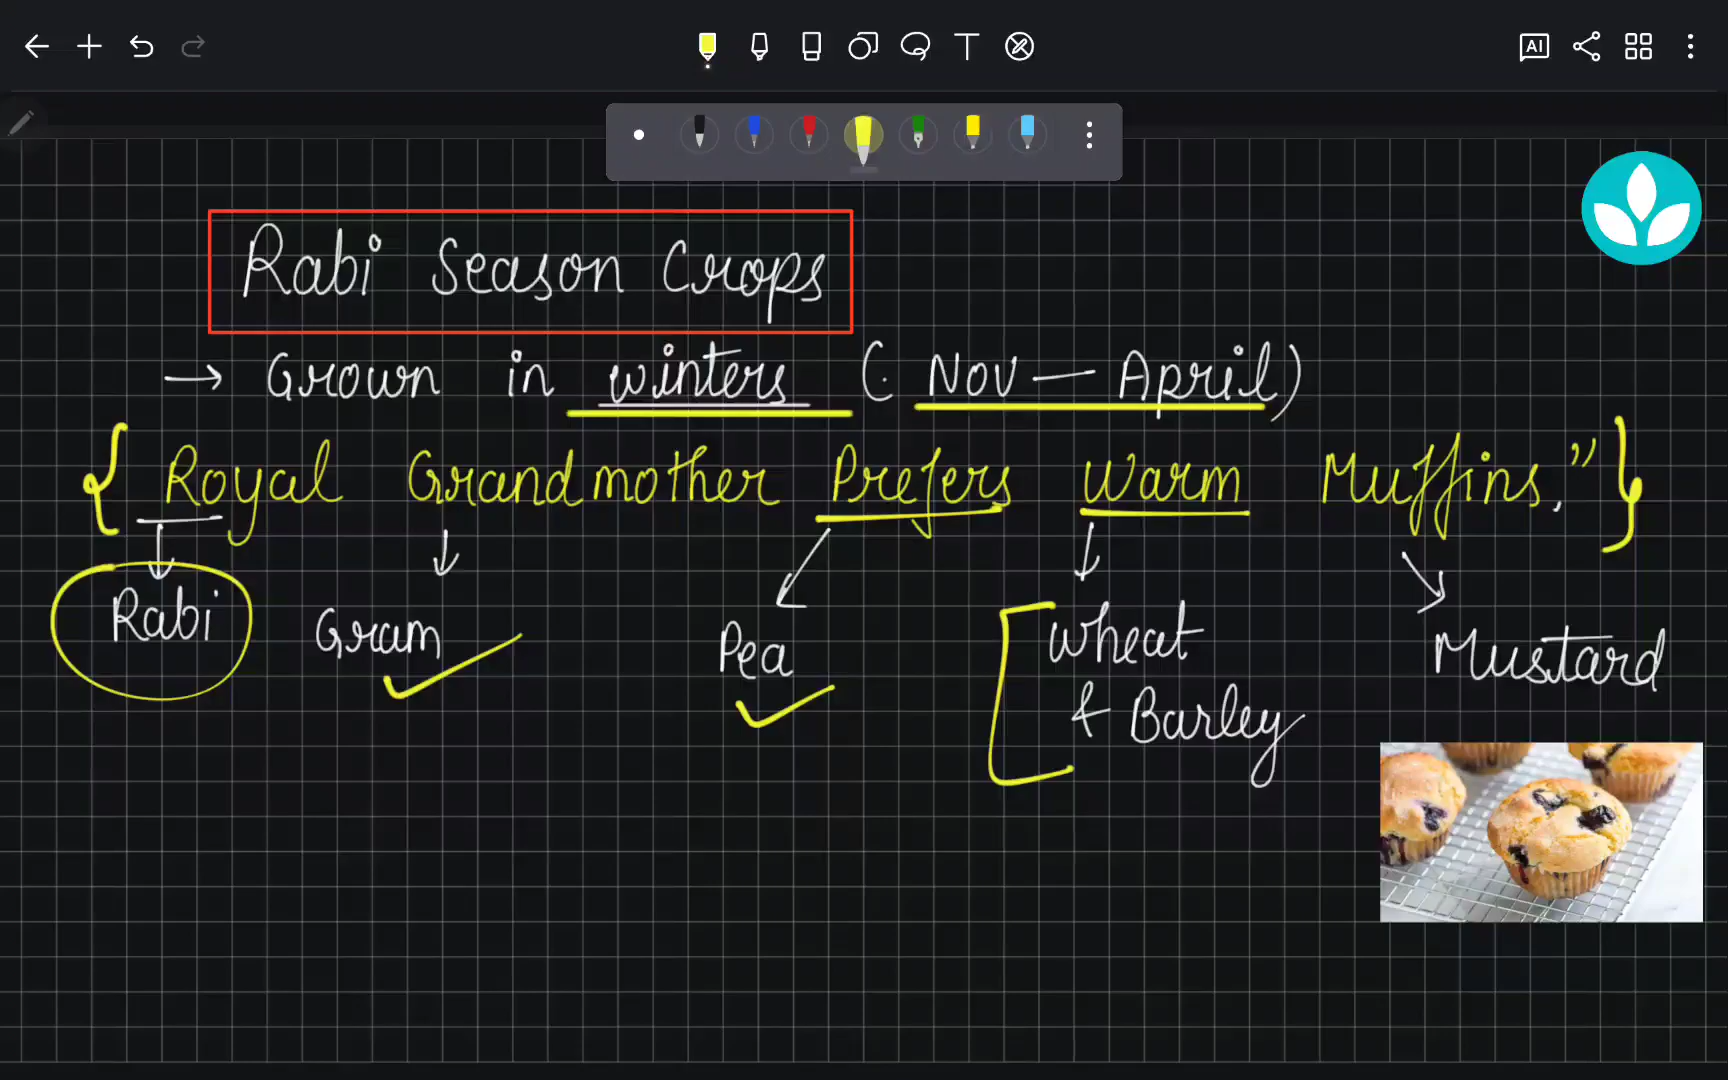 AI
T
Rabi Season Crops
→ Grown in winters (Nov — April)
{ Royal Grandmother Prefers Warm Muffins." }
Rabi Gram Pea Wheat Mustard
& Barley